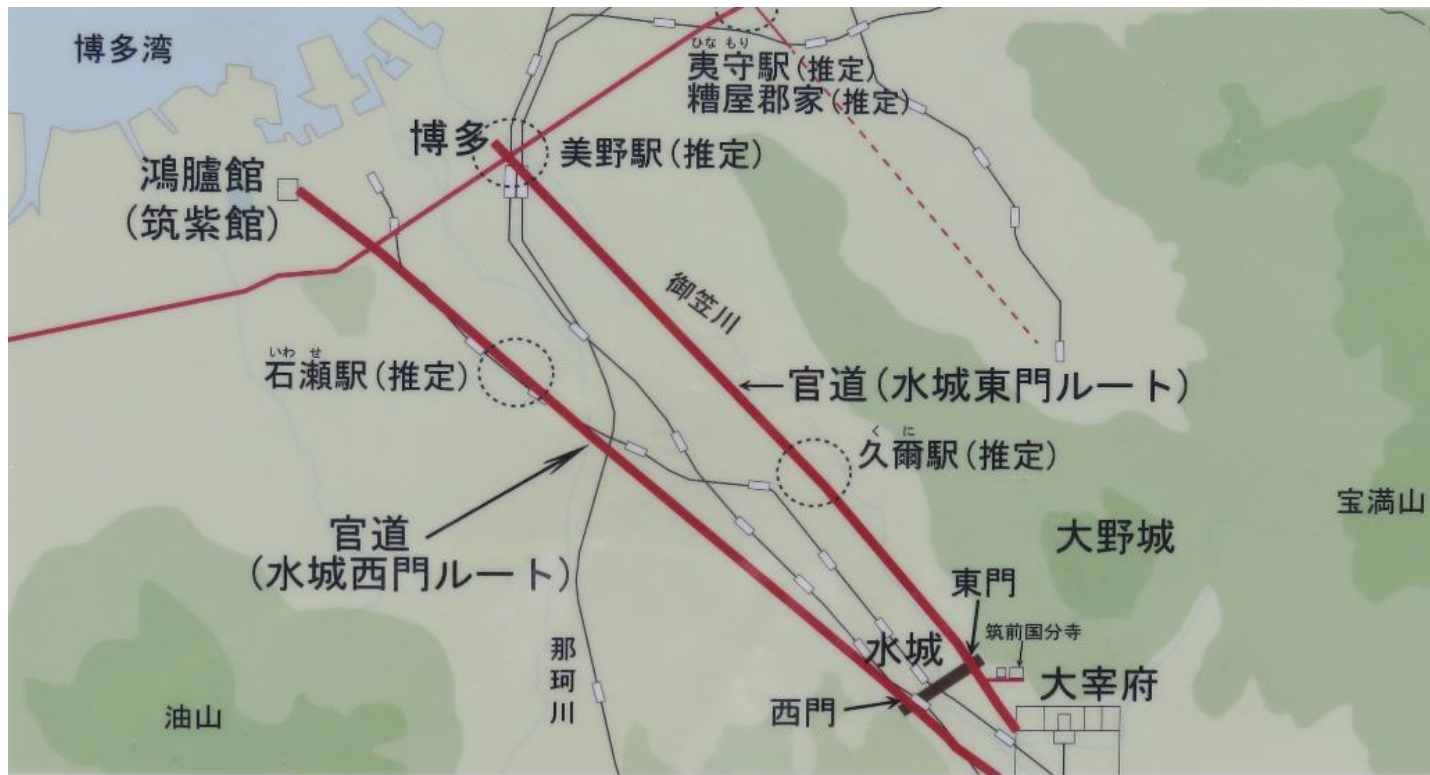 博多湾
ひな もり
夷守駅(推定)
糟屋郡家(推定)
博多
美野駅(推定)
鴻臚館
(筑紫館)
御笠川
いわ せ
石瀬駅(推定)
官道(水城東門ルート)
く に
久爾駅(推定)
宝満山
官道
(水城西門ルート)
大野城
東門
筑前国分寺
水城
大宰府
那
珂
川
西門
油山